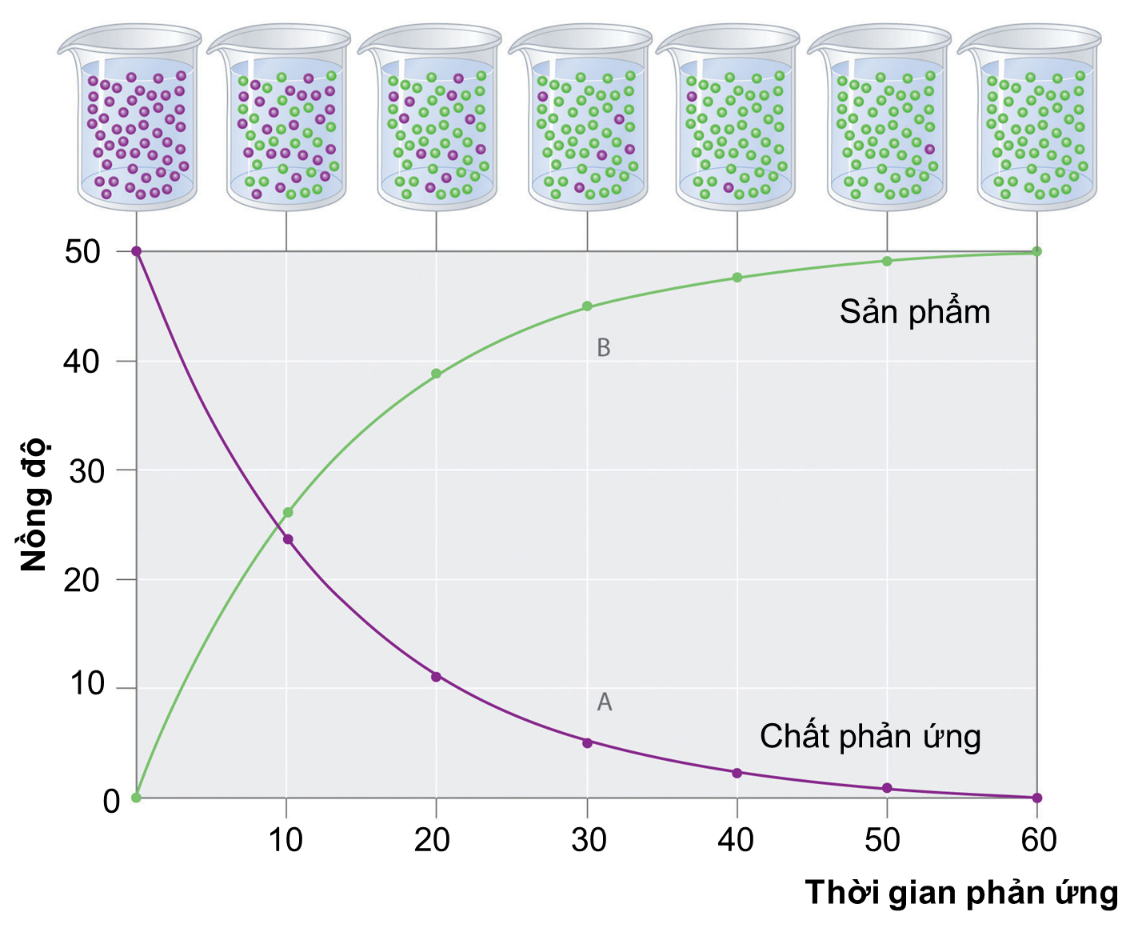 50
40
30
20
10
0
Nồng độ
Sản phẩm
B
A
Chất phản ứng
10 20 30 40 50 60
Thời gian phản ứng